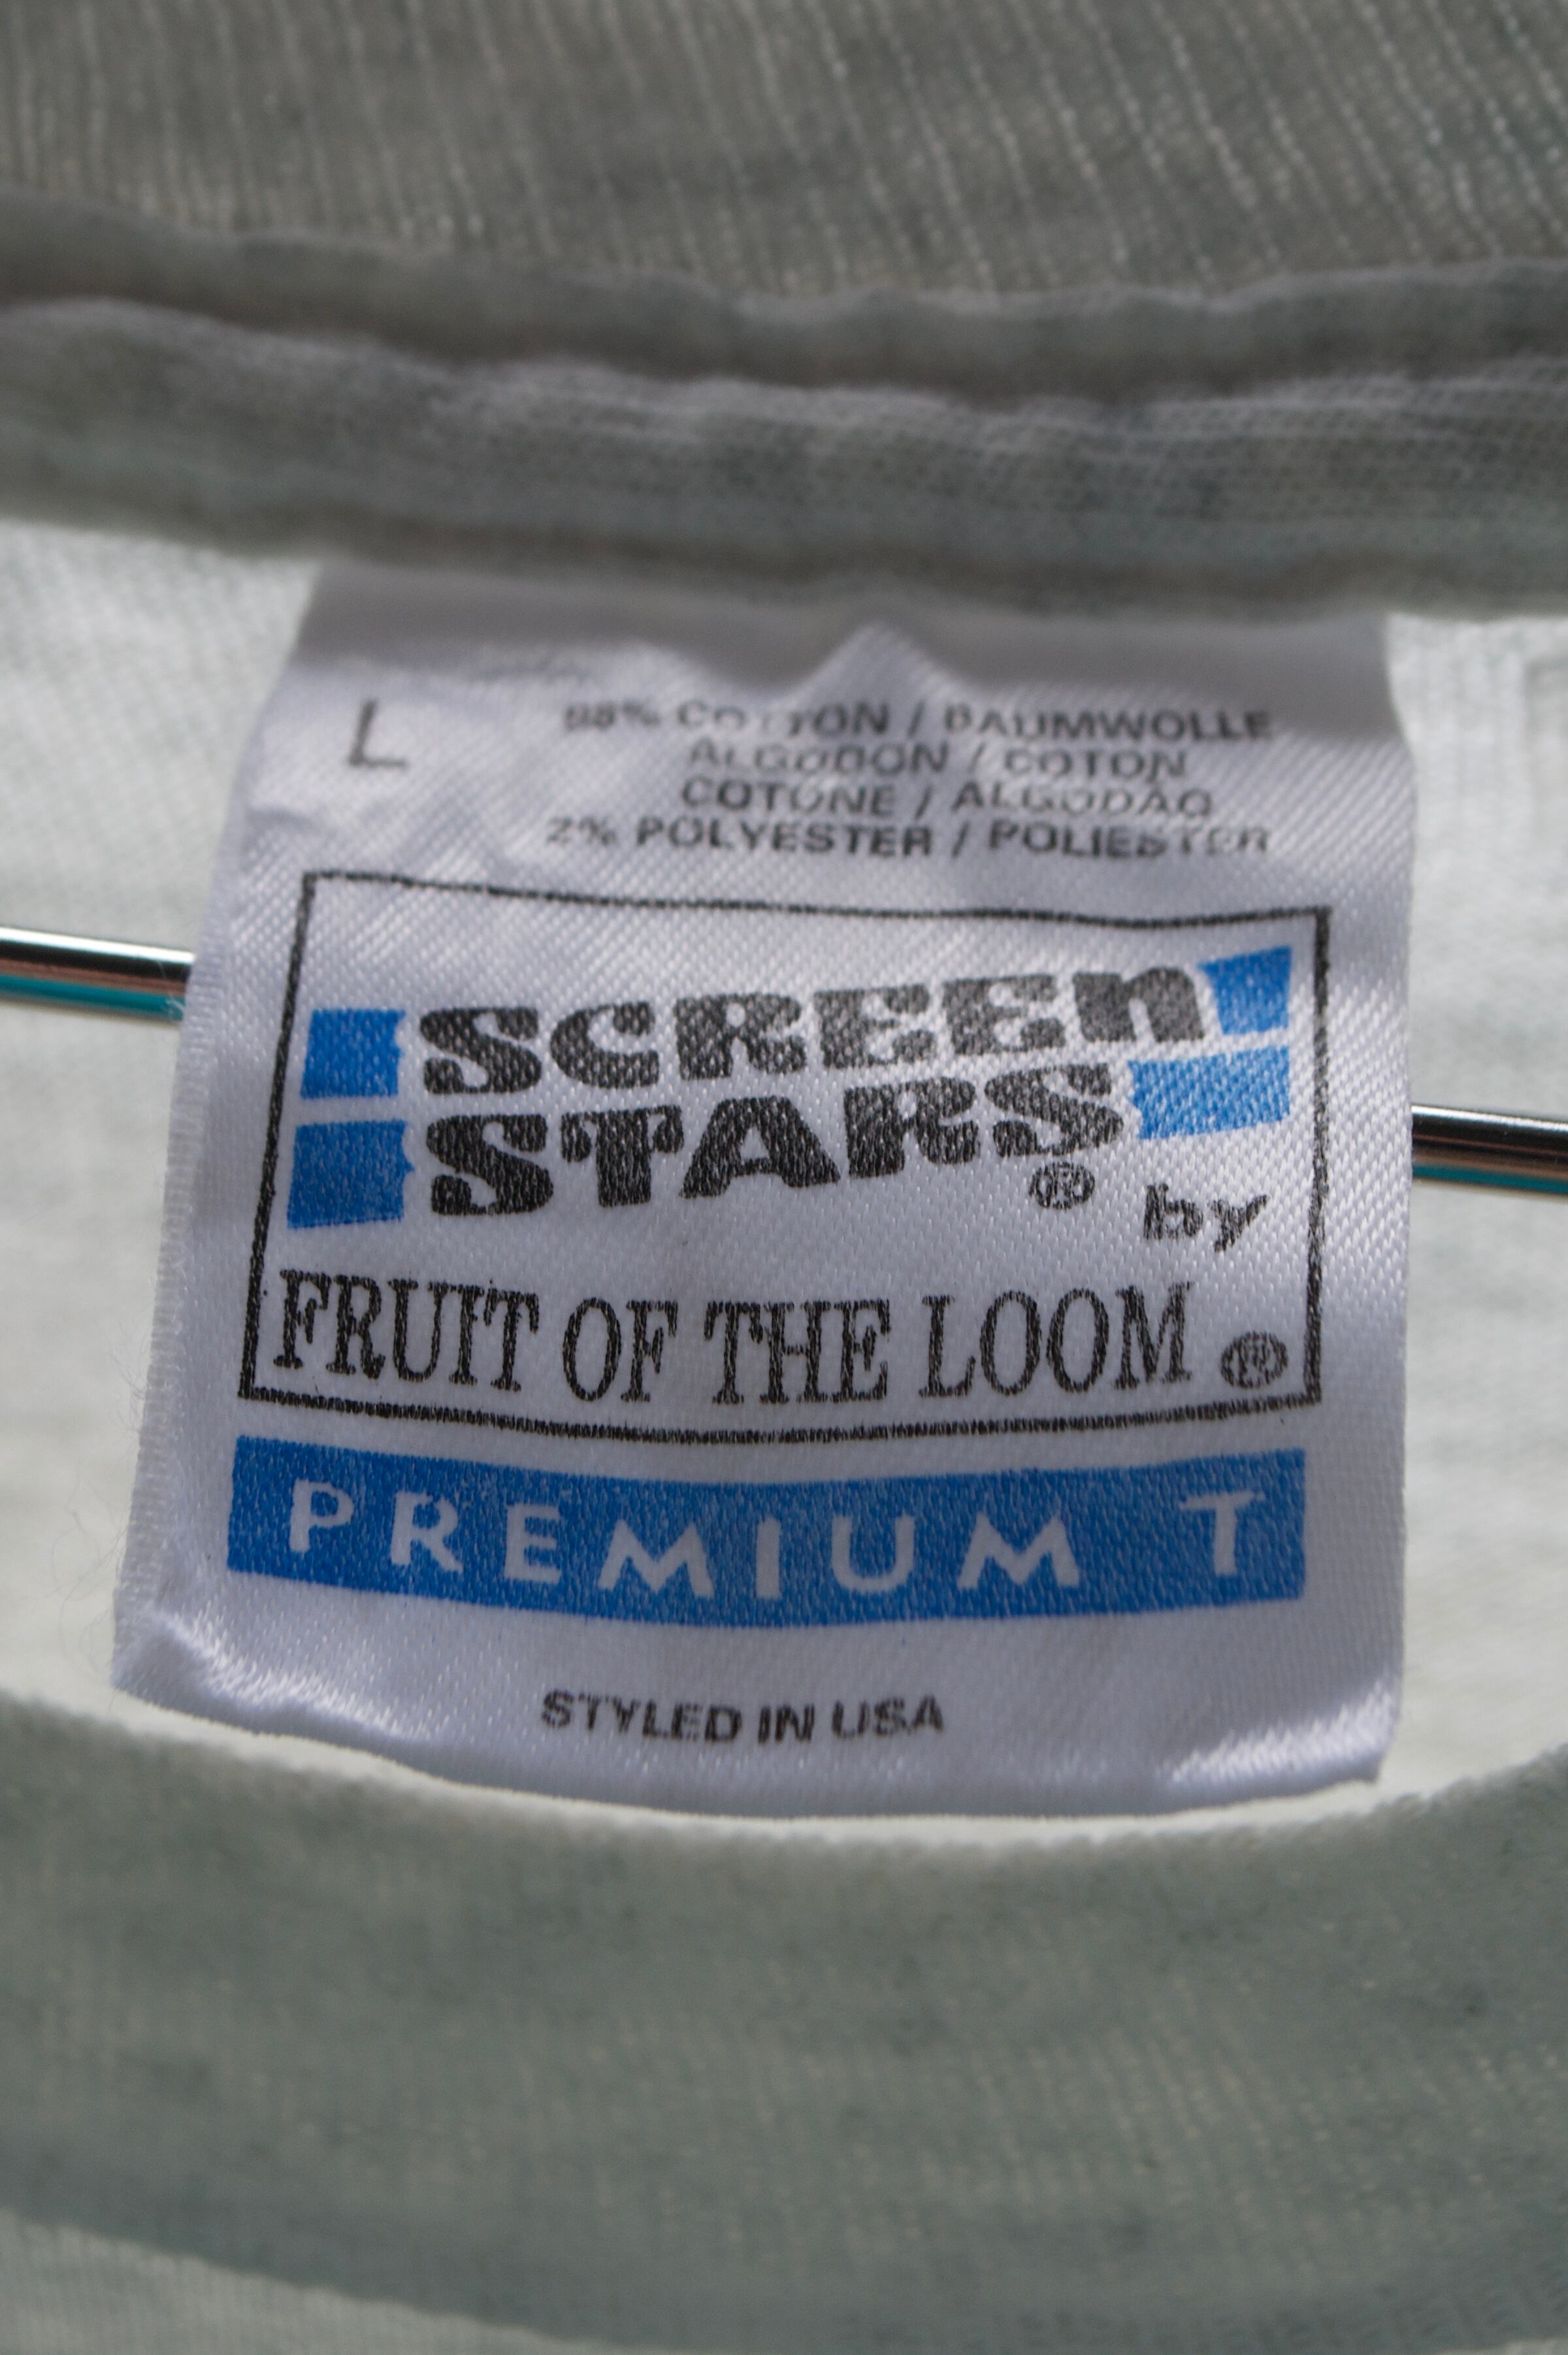 L
98% COTTON / BAUMWOLLE
ALGODON / COTON
COTONE / ALGODAO
2% POLYESTER / POLIESTER
SCREEN
STARS® by
FRUIT OF THE LOOM®
PREMIUM T
STYLED IN USA